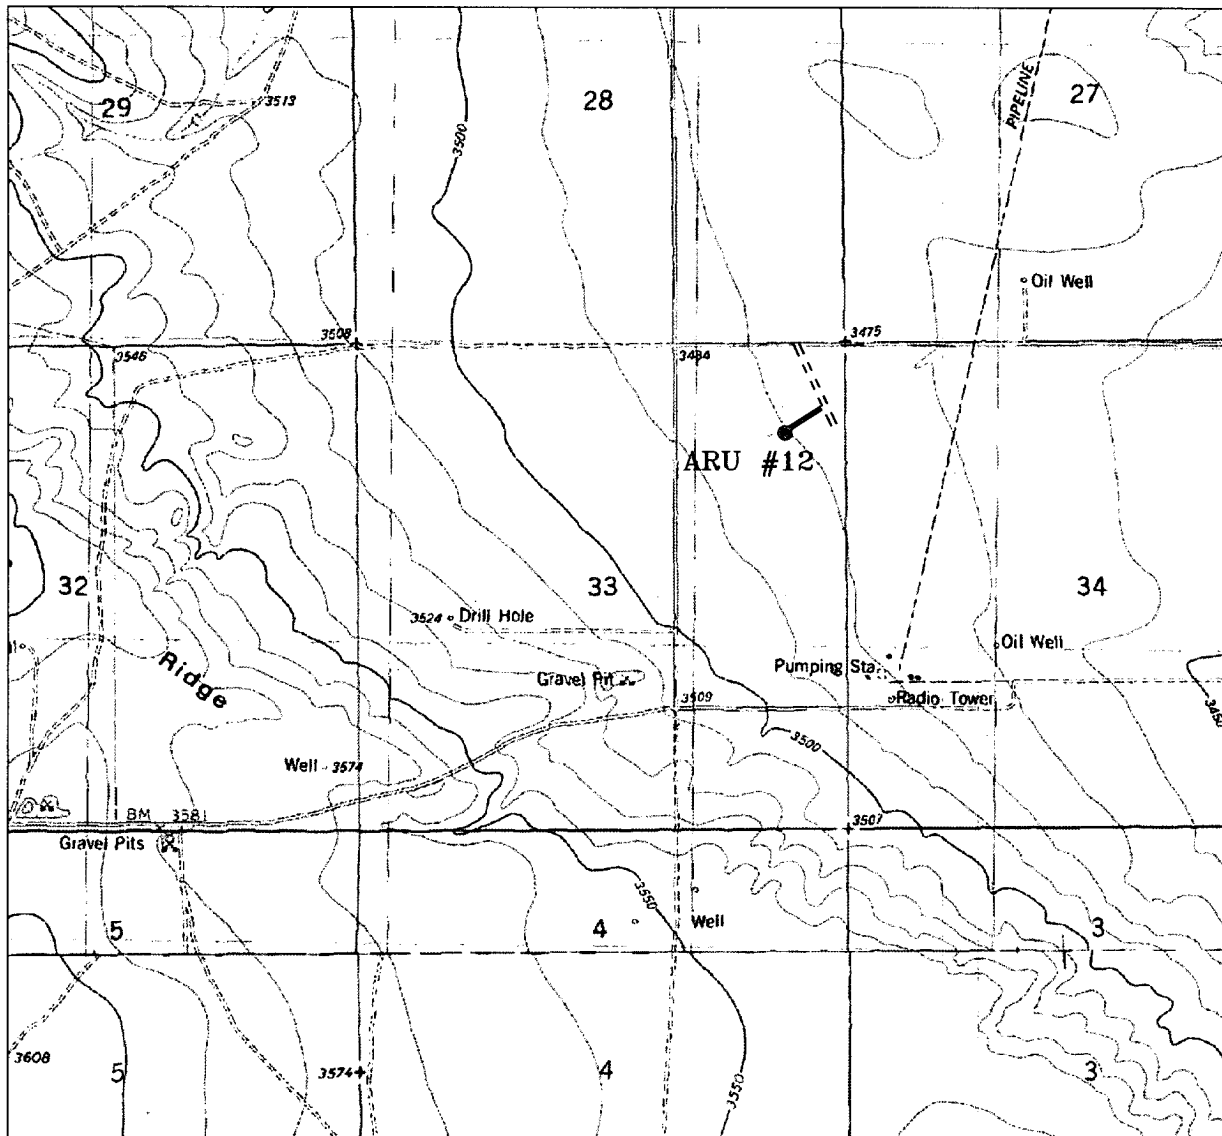 29
28
27
3513
3500
PIPELINE
Oil Well
3508
3475
3546
3484
ARU #12
32
33
34
3524
Drill Hole
Oil Well
Ridge
Gravel Pit
Pumping Sta.
3509
Radio Tower
3450
3500
Well
3574
BM 3581
3507
Gravel Pits
3550
Well
5
4
3
3608
3574
5
4
3
3550